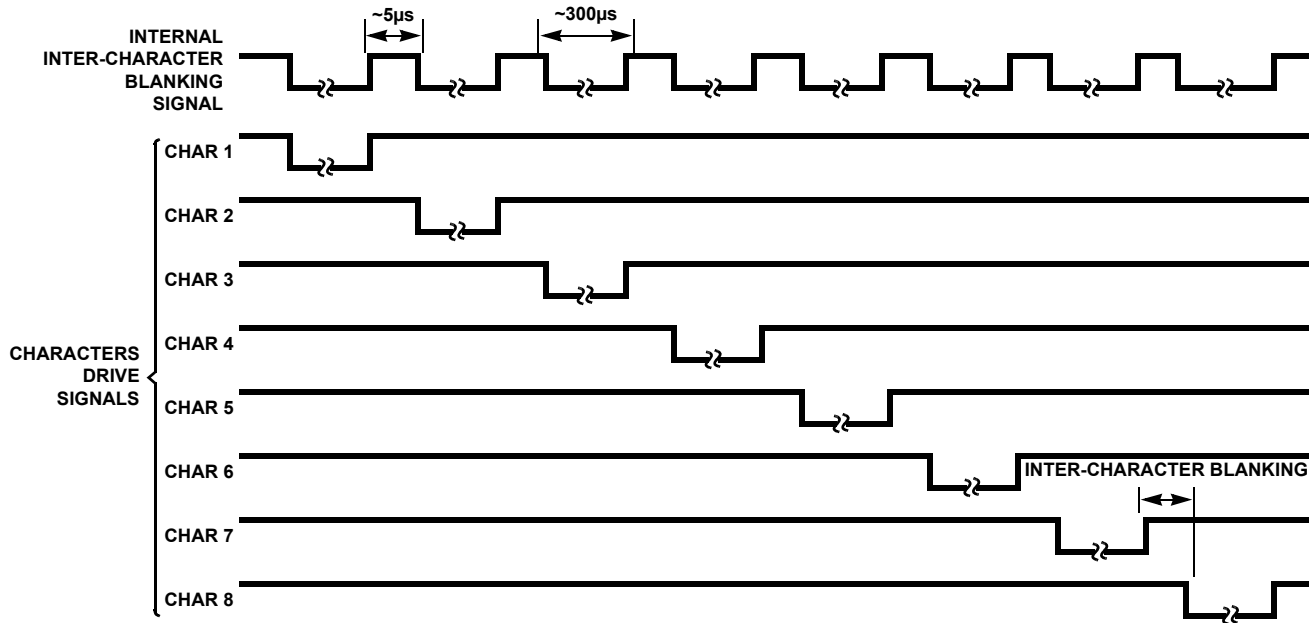 ~5µs
~300µs
INTERNAL
INTER-CHARACTER
BLANKING
SIGNAL
CHAR 1
CHAR 2
CHAR 3
CHAR 4
CHARACTERS
DRIVE
SIGNALS
CHAR 5
CHAR 6
INTER-CHARACTER BLANKING
CHAR 7
CHAR 8